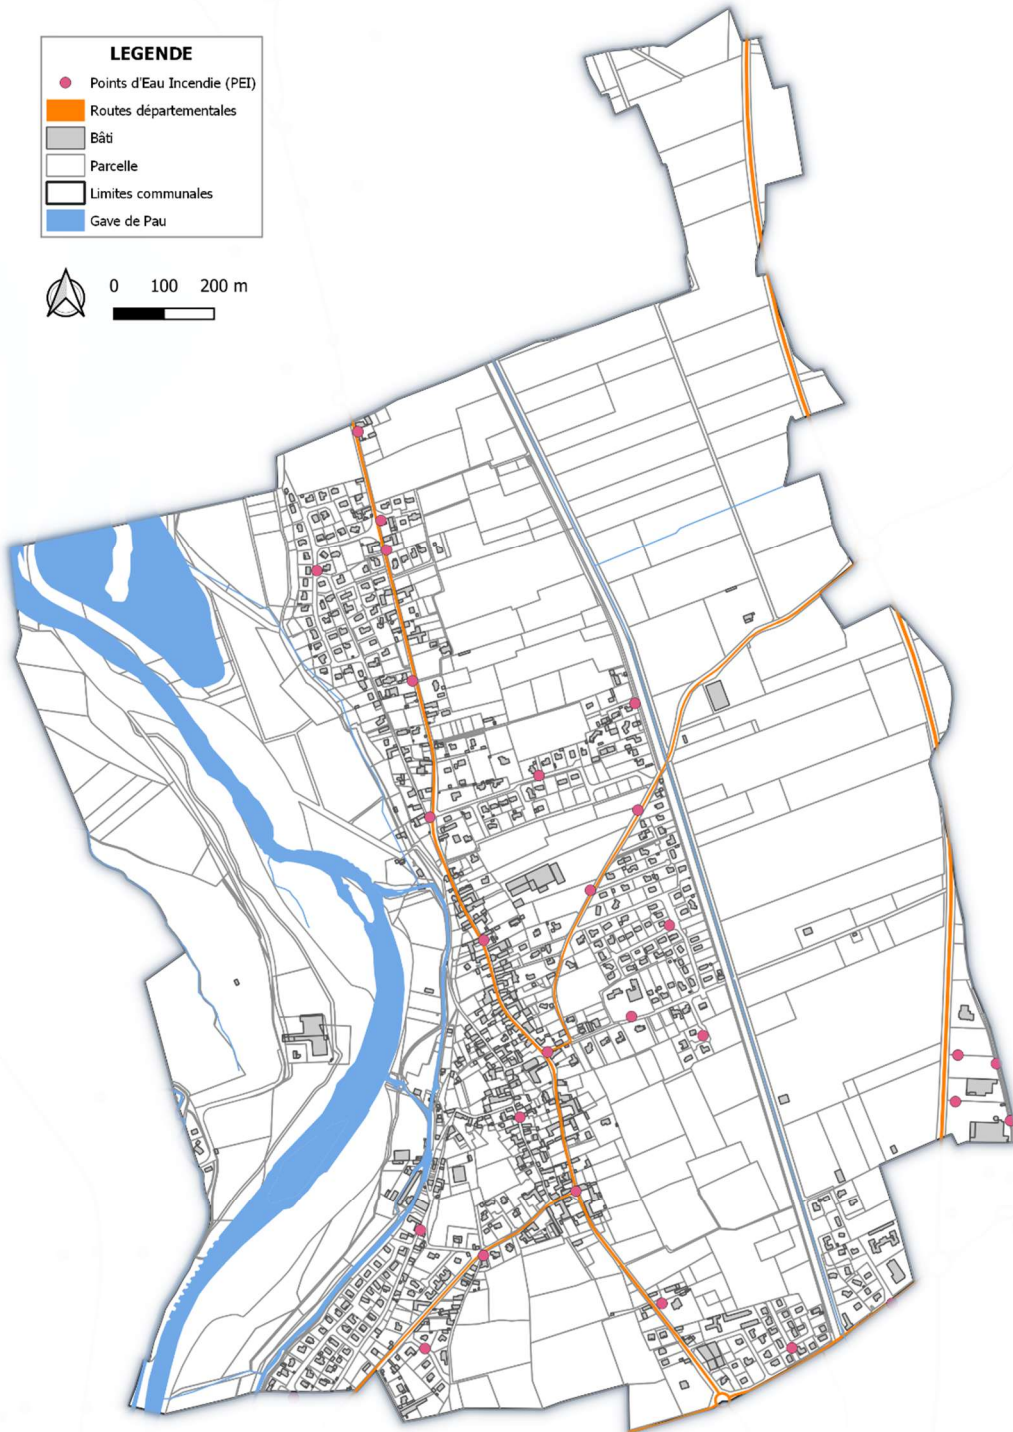 LEGENDE
Points d'Eau Incendie (PEI)
Routes départementales
Bâti
Parcelle
Limites communales
Gave de Pau
0 100 200 m